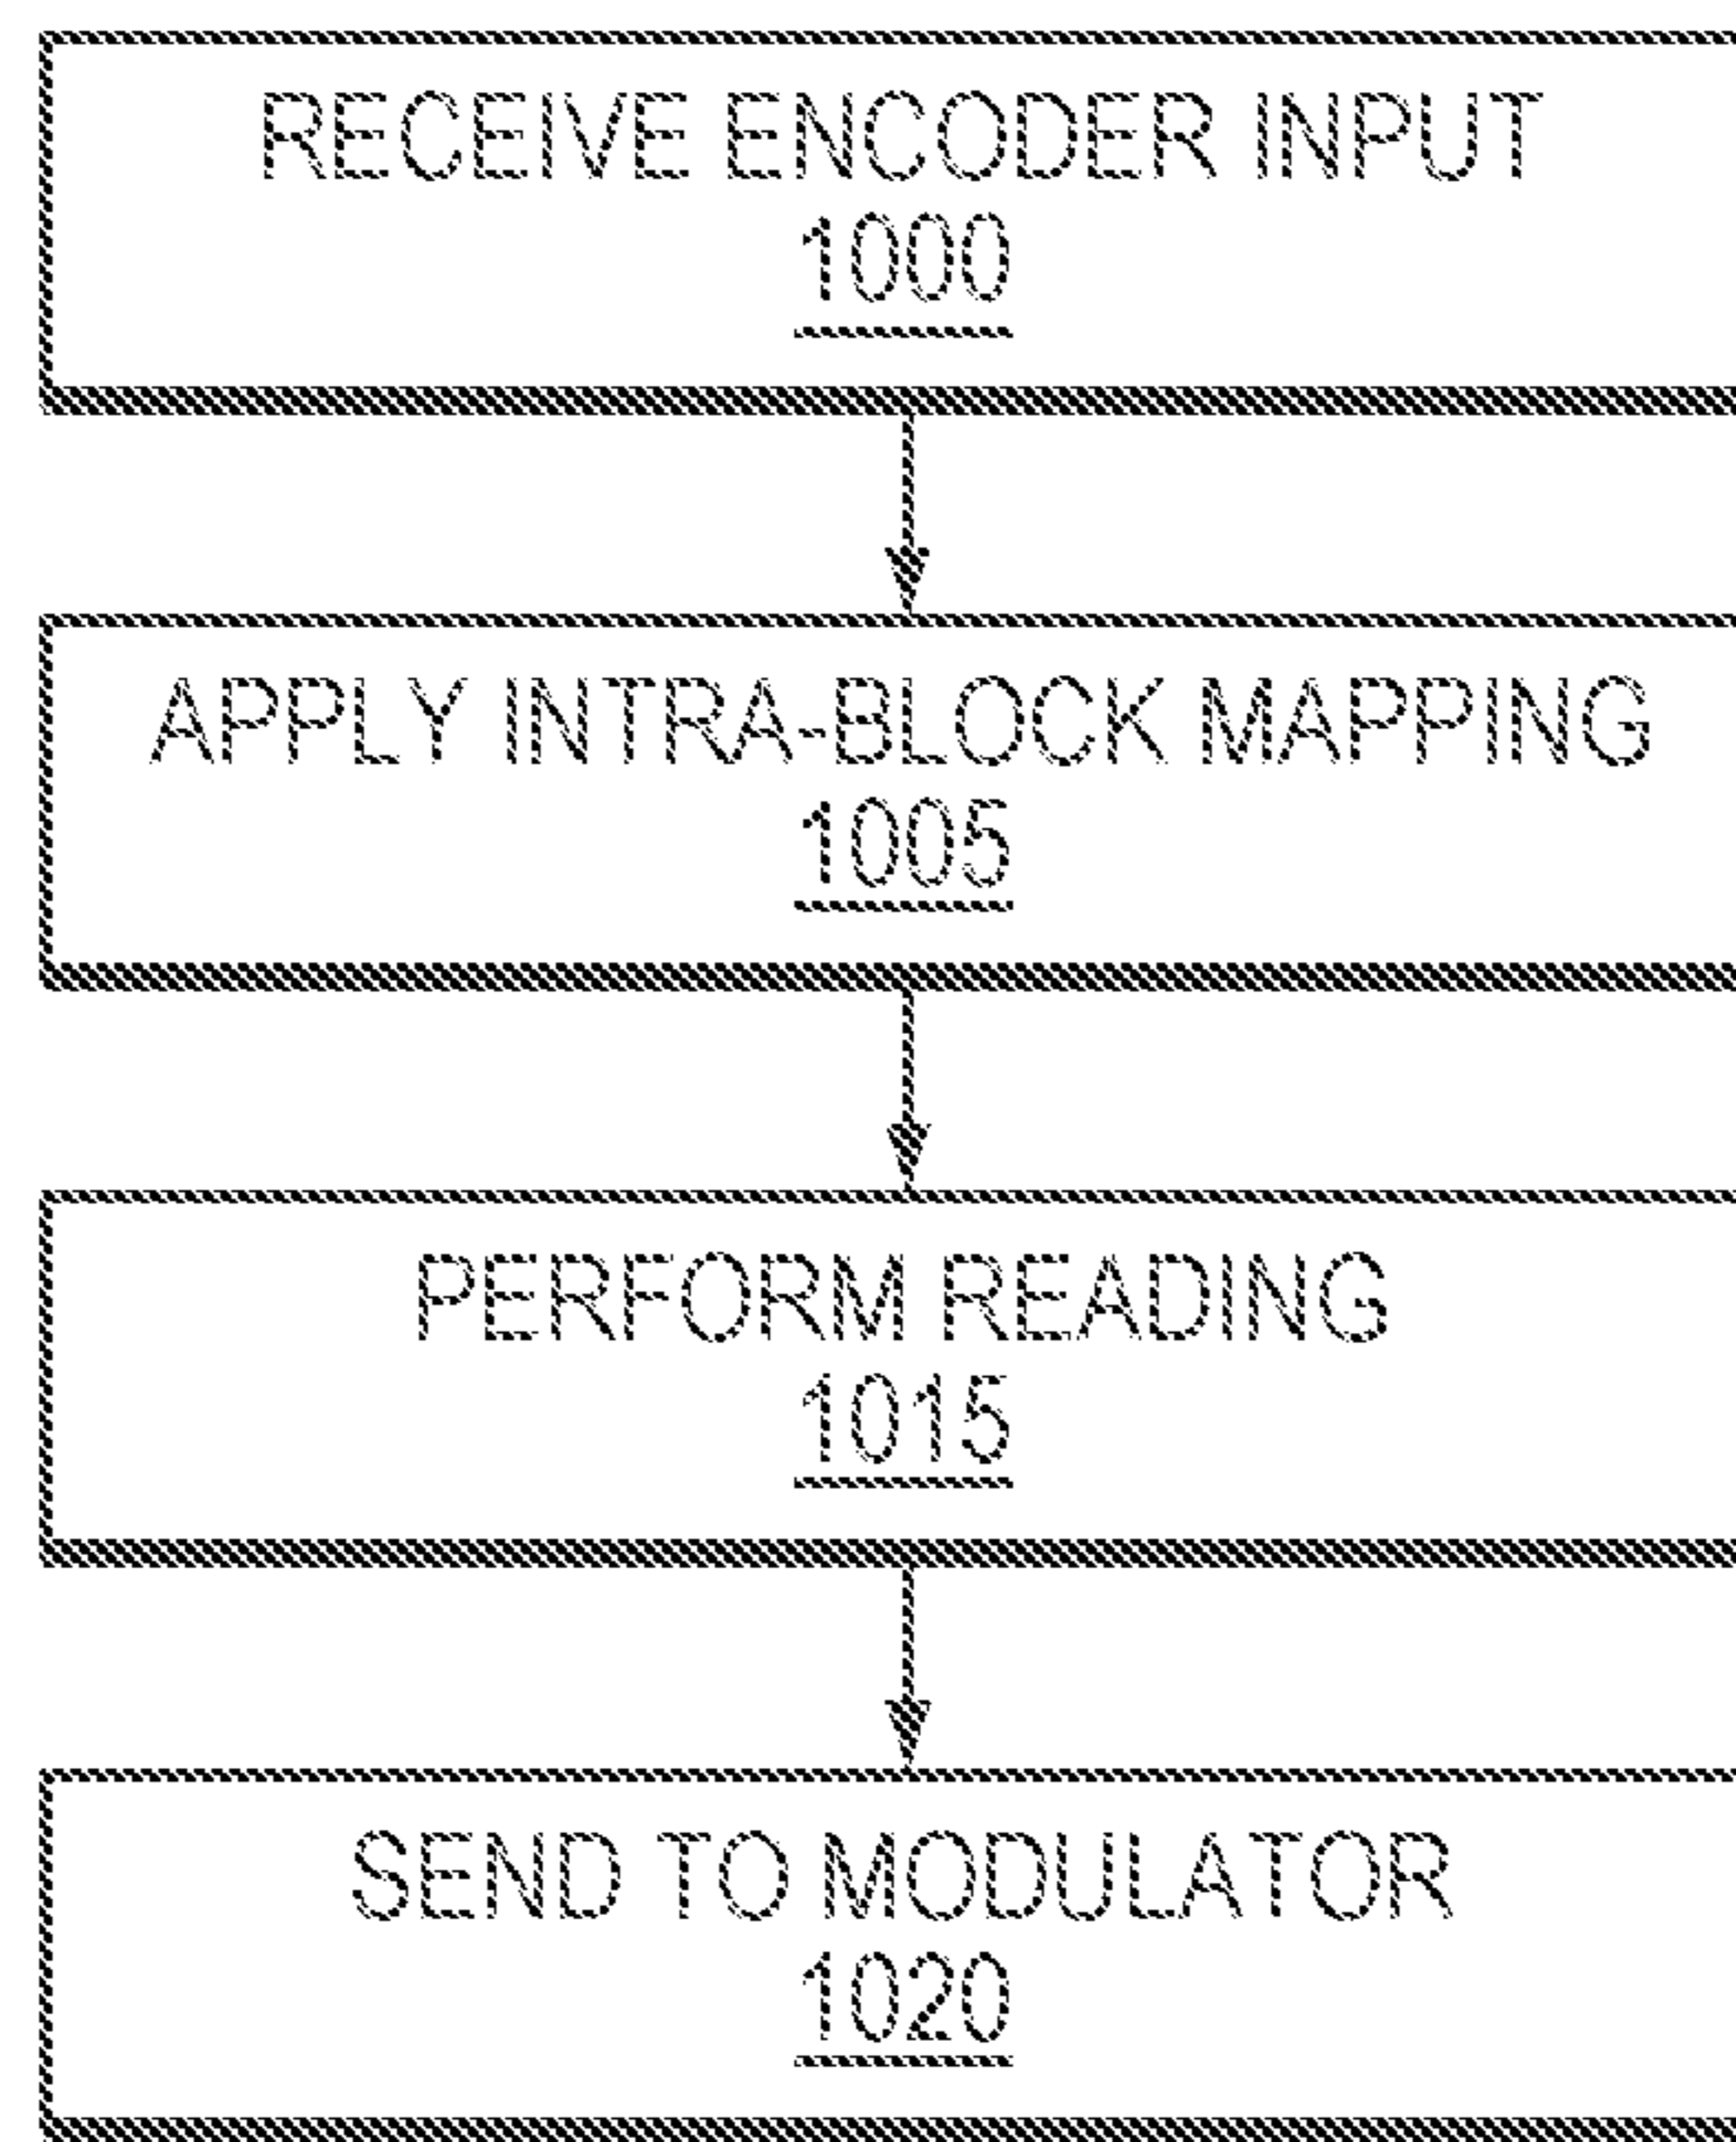 RECEIVE ENCODER INPUT
1000
APPLY INTRA-BLOCK MAPPING
1005
PERFORM READING
1015
SEND TO MODULATOR
1020